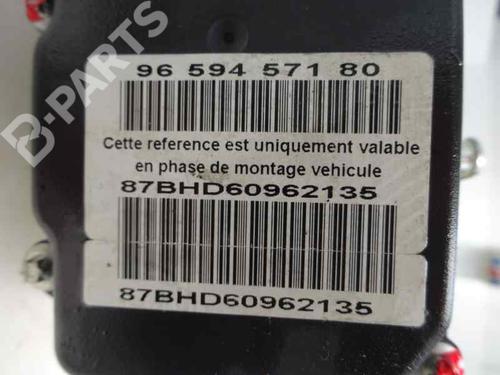 96 594 571 80
Cette reference est uniquement valable
en phase de montage vehicule
87BHD60962135
87BHD60962135
B-PARTS